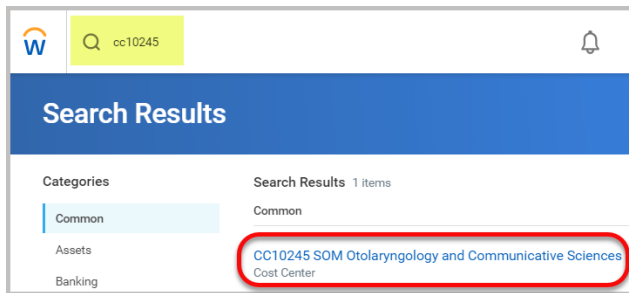 W
cc10245
Search Results
Categories
Common
Assets
Banking
Search Results 1 items
Common
CC10245 SOM Otolaryngology and Communicative Sciences
Cost Center